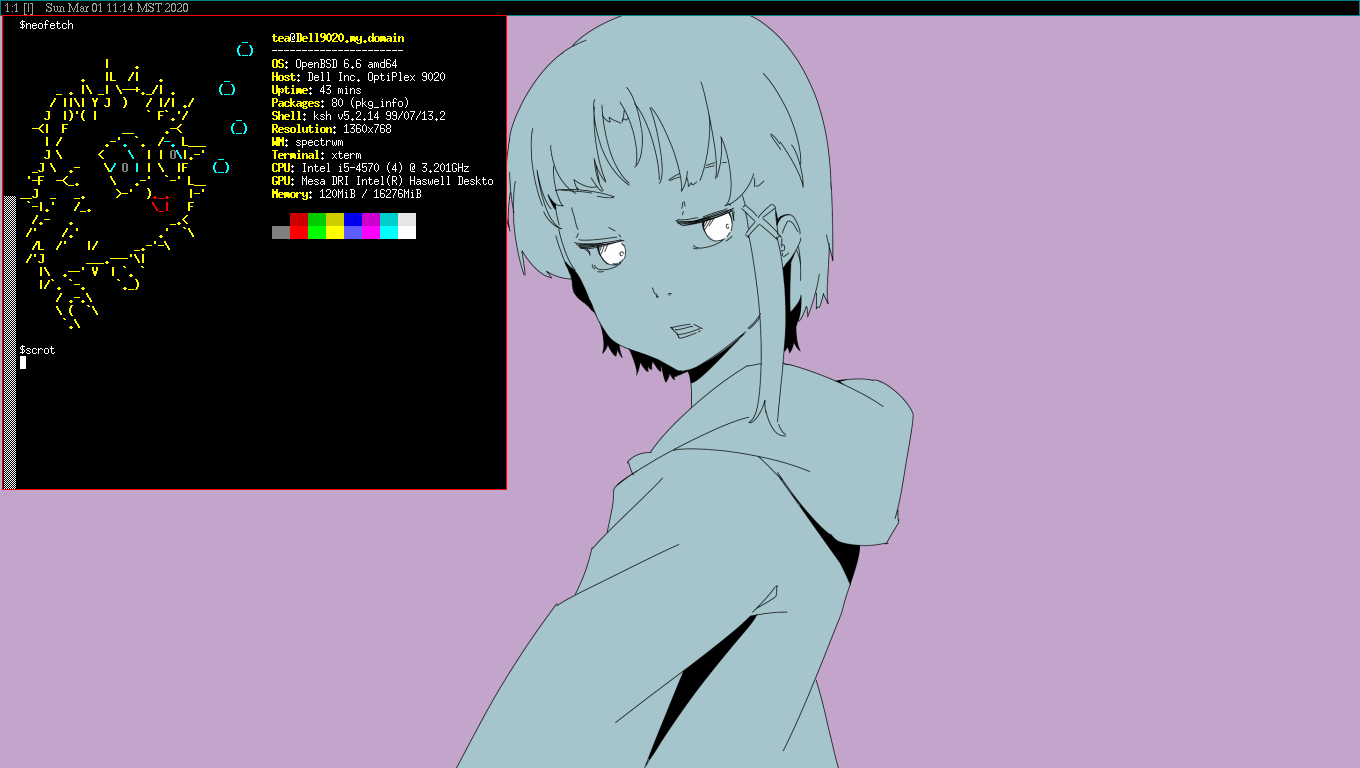 1:1 [|] Sun Mar 01 11:14 MST 2020
$neofetch
tea@Dell9020.my.domain
----------------------
OS: OpenBSD 6.6 amd64
Host: Dell Inc. OptiPlex 9020
Uptime: 43 mins
Packages: 80 (pkg_info)
Shell: ksh v5.2.14 99/07/13.2
Resolution: 1360x768
WM: spectrwm
Terminal: xterm
CPU: Intel i5-4570 (4) @ 3.201GHz
GPU: Mesa DRI Intel(R) Haswell Deskto
Memory: 120MiB / 16276MiB
$scrot